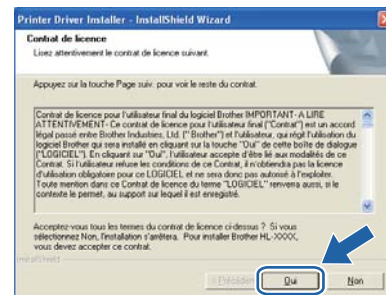 Printer Driver Installer - InstallShield Wizard
Contrat de licence
Lisez attentivement le contrat de licence suivant.
Appuyez sur la touche Page suiv. pour voir le reste du contrat.
Contrat de licence pour l'utilisateur final du logiciel Brother IMPORTANT- A LIRE
ATTENTIVEMENT- Ce contrat de licence pour l'utilisateur final ("Contrat") est un accord
légal passé entre Brother Industries, Ltd. (" Brother") et l'utilisateur, qui régit l'utilisation du
logiciel Brother qui sera installé en cliquant sur la touche "Oui" de cette boîte de dialogue
("LOGICIEL"). En cliquant sur "Oui", l'utilisateur accepte d'être lié aux modalités de ce
Contrat. Si l'utilisateur refuse les conditions de ce Contrat, il n'obtiendra pas la licence
d'utilisation obligatoire pour ce LOGICIEL et ne sera donc pas autorisé à l'exploiter.
Toute mention dans ce Contrat de licence du terme "LOGICIEL" renverra aussi, si le
contexte le permet, au support sur lequel il est enregistré.
Acceptez-vous tous les termes du contrat de licence ci-dessus ? Si vous
sélectionnez Non, l'installation s'arrêtera. Pour installer Brother HL-XXXX,
vous devez accepter ce contrat.
InstallShield
< Précédent
Oui
Non